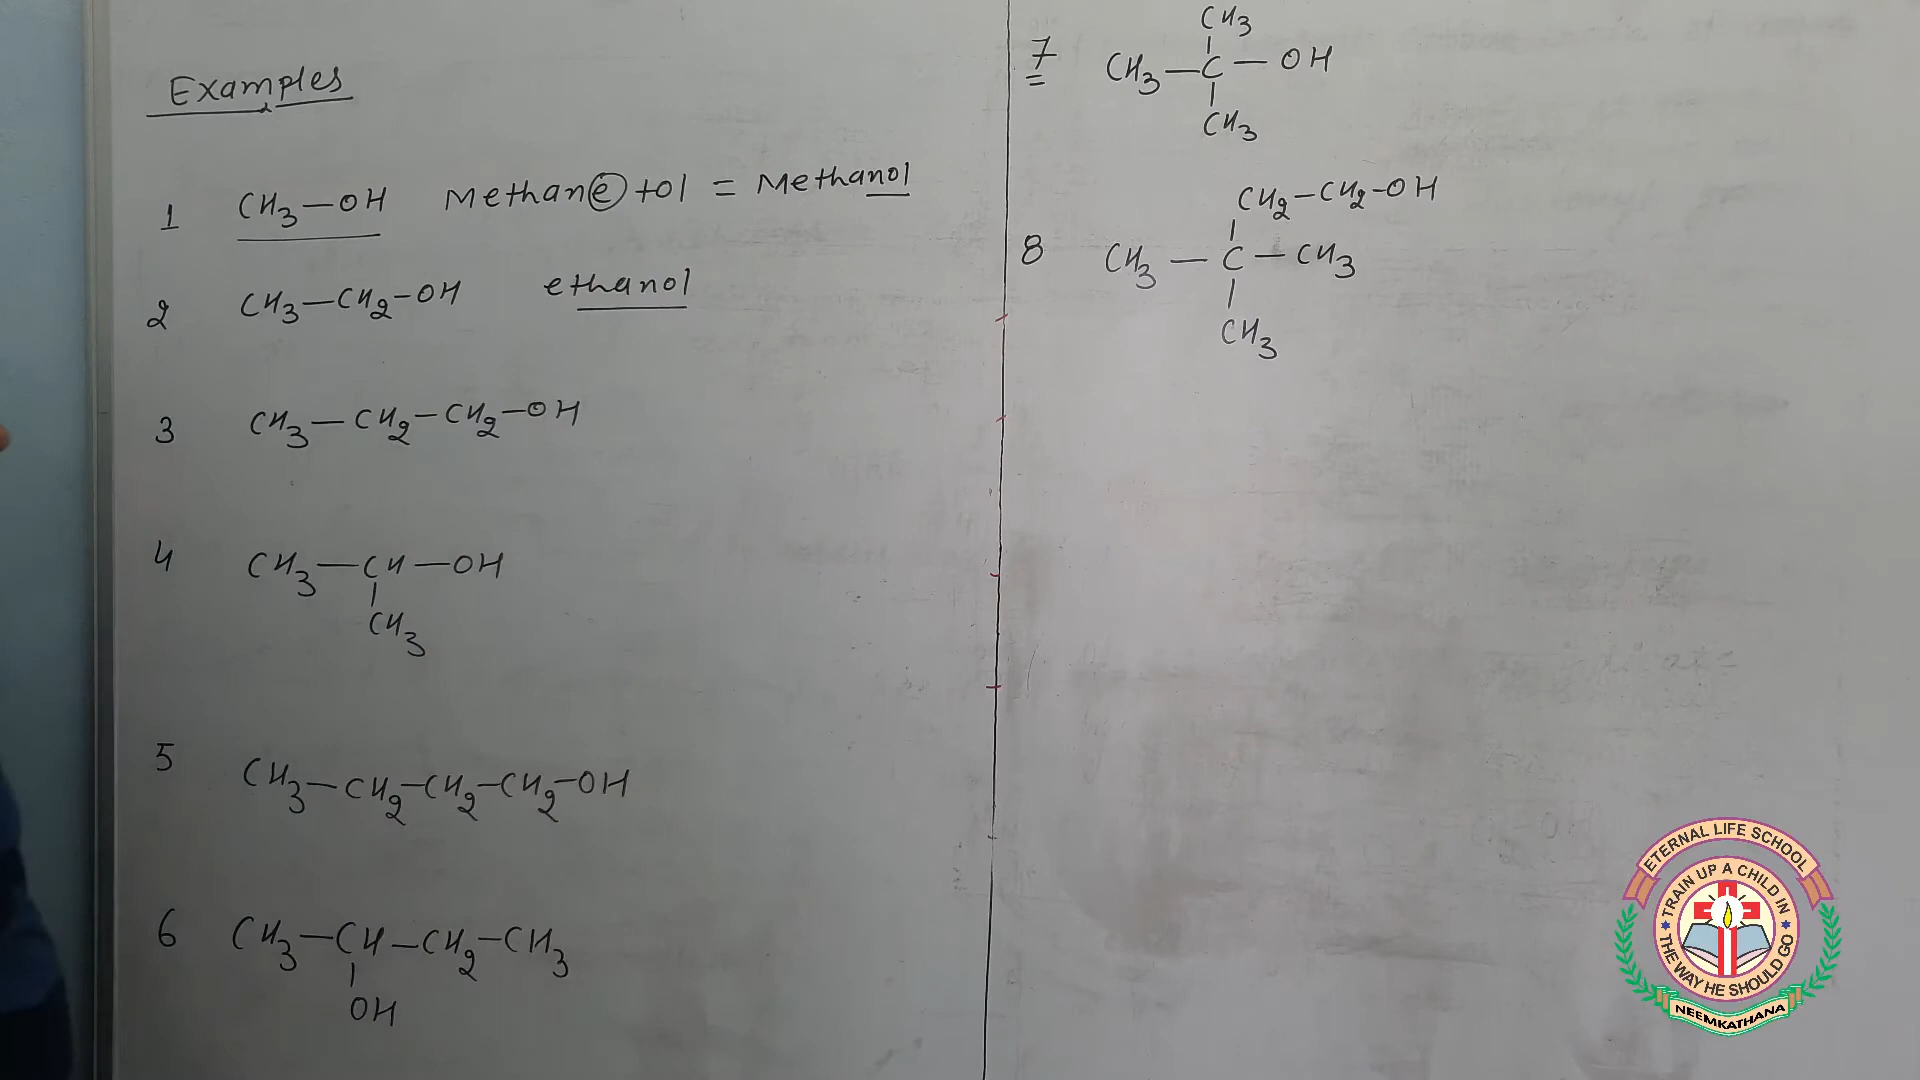 Examples
1 CH3—OH Methane+ol = Methanol
2 CH3—CH2—OH ethanol
3 CH3—CH2—CH2—OH
4 CH3—CH—OH
CH3
5 CH3—CH2—CH2—CH2—OH
6 CH3—CH—CH2—CH3
OH
CH3
7 CH3—C—OH
CH3
CH2—CH2—OH
8 CH3—C—CH3
CH3
ETERNAL LIFE SCHOOL
TRAIN UP A CHILD IN
THE WAY HE SHOULD GO
NEEMKATHANA